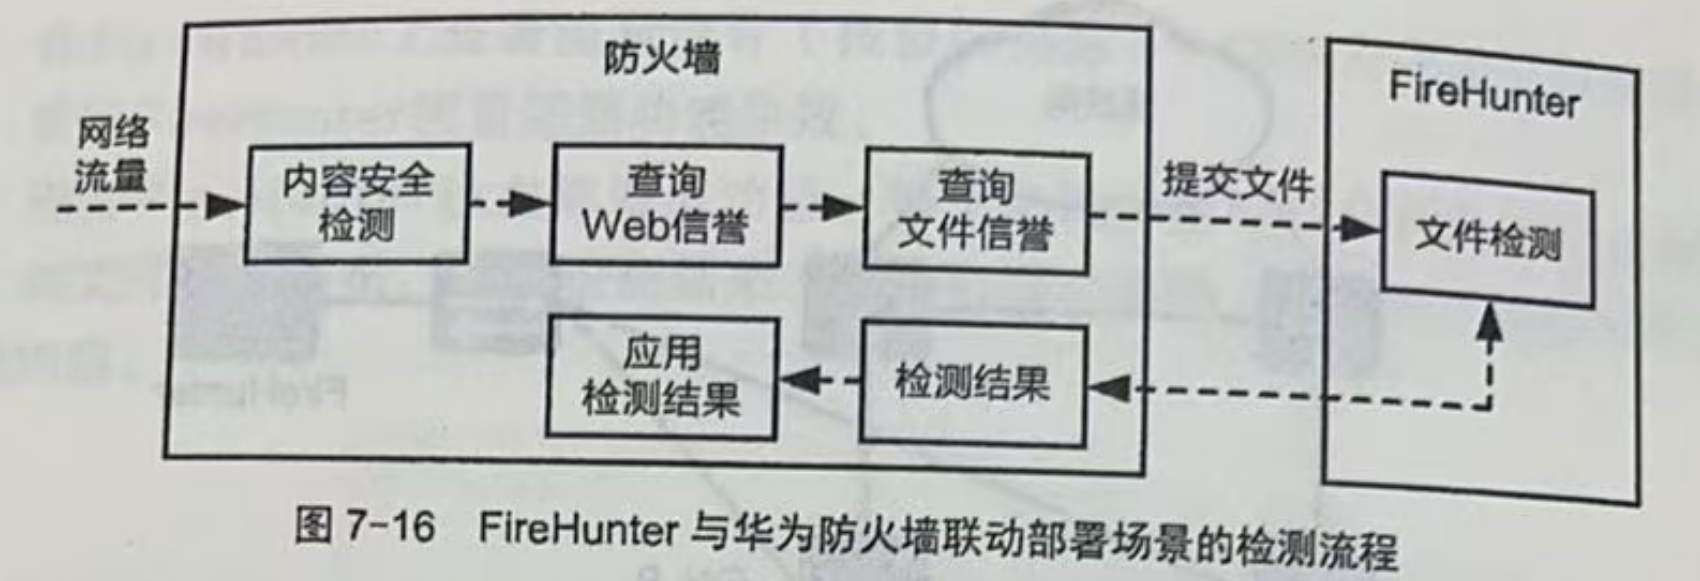 防火墙
FireHunter
网络
流量
内容安全
检测
查询
Web信誉
查询
文件信誉
提交文件
文件检测
应用
检测结果
检测结果
图 7-16 FireHunter 与华为防火墙联动部署场景的检测流程